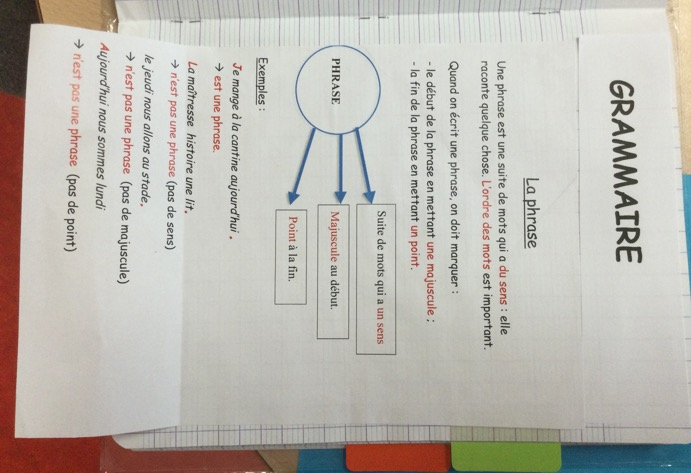 GRAMMAIRE
La phrase
Une phrase est une suite de mots qui a du sens : elle
raconte quelque chose. L'ordre des mots est important.
Quand on écrit une phrase, on doit marquer :
- le début de la phrase en mettant une majuscule ;
- la fin de la phrase en mettant un point.
PHRASE
Suite de mots qui a un sens
Majuscule au début.
Point à la fin.
Exemples :
Je mange à la cantine aujourd'hui .
→ est une phrase.
La maîtresse histoire une lit.
→ n'est pas une phrase (pas de sens)
le jeudi nous allons au stade.
→ n'est pas une phrase (pas de majuscule)
Aujourd'hui nous sommes lundi
→ n'est pas une phrase (pas de point)